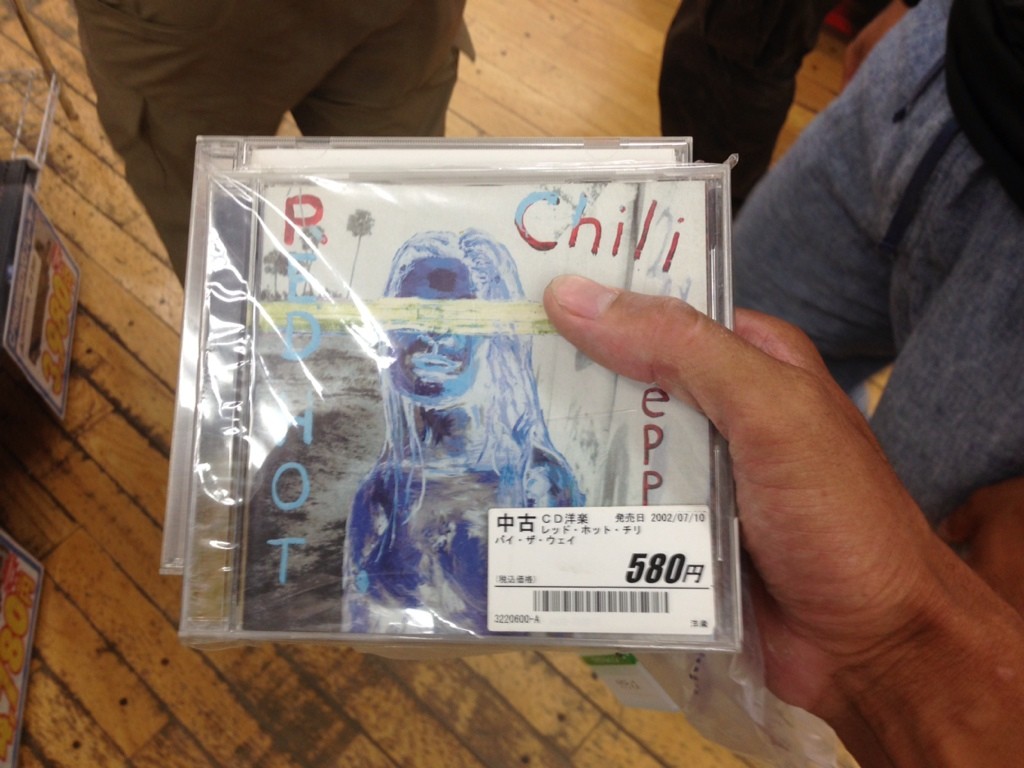 RED HOT
Chili
epp
中古 CD洋楽 発売日 2002/07/10
レッド・ホット・チリ
バイ・ザ・ウェイ
(税込価格) 580円
3220600-A 洋楽